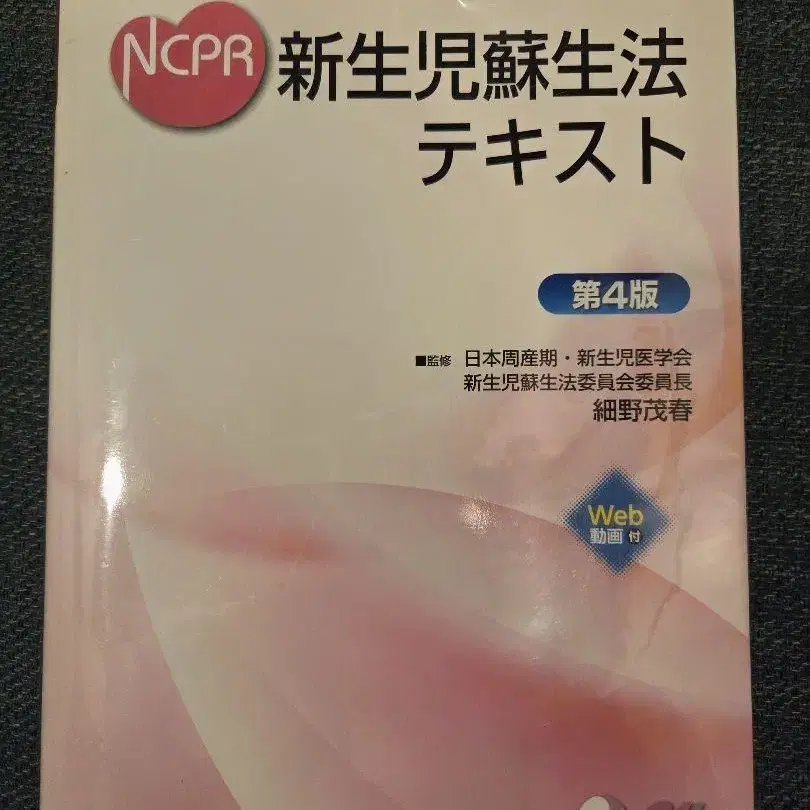 NCPR
新生児蘇生法
テキスト
第4版
■監修 日本周産期・新生児医学会
新生児蘇生法委員会委員長
細野茂春
Web
動画付